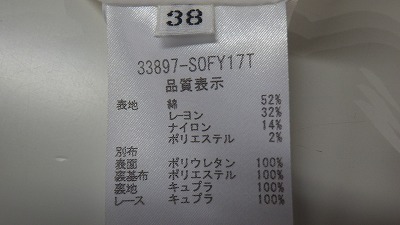 38
33897-SOFY17T
品質表示
表地 綿 52%
レーヨン 32%
ナイロン 14%
ポリエステル 2%
別布
表面 ポリウレタン 100%
裏基布 ポリエステル 100%
裏地 キュプラ 100%
レース キュプラ 100%